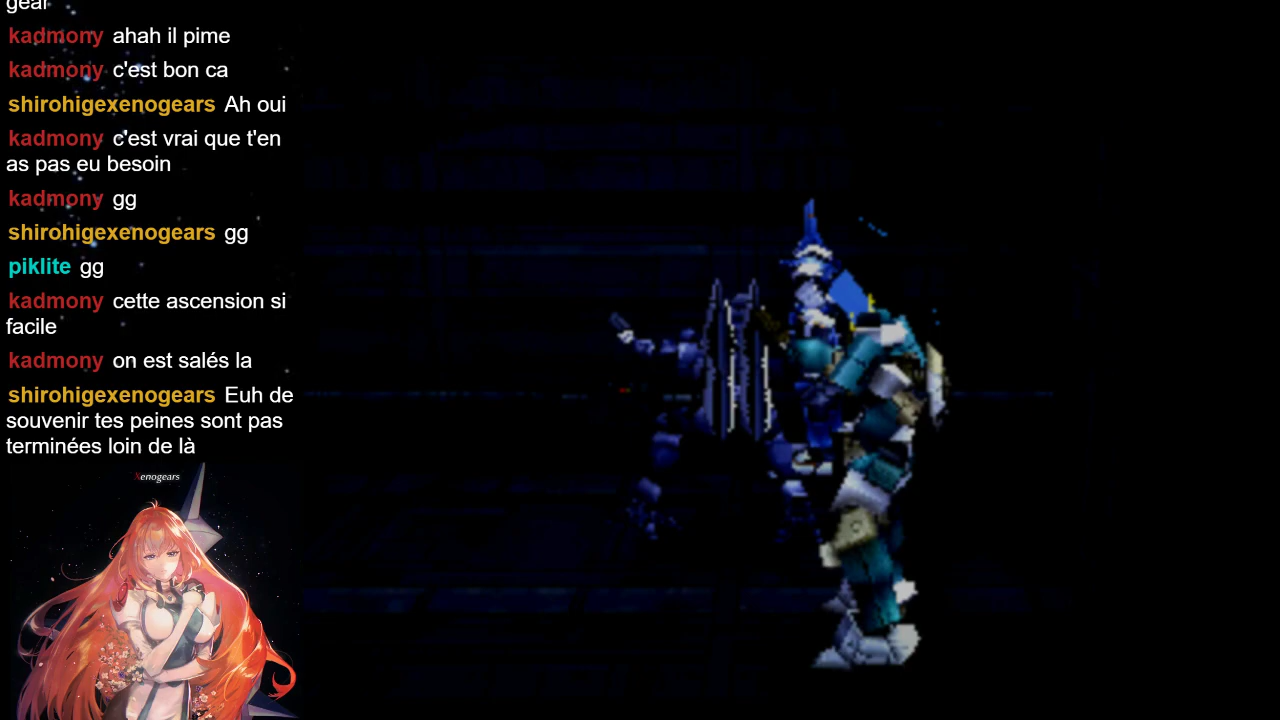 gear
kadmony ahah il pime
kadmony c'est bon ca
shirohigexenogears Ah oui
kadmony c'est vrai que t'en
as pas eu besoin
kadmony gg
shirohigexenogears gg
piklite gg
kadmony cette ascension si
facile
kadmony on est salés la
shirohigexenogears Euh de
souvenir tes peines sont pas
terminées loin de là
Xenogears